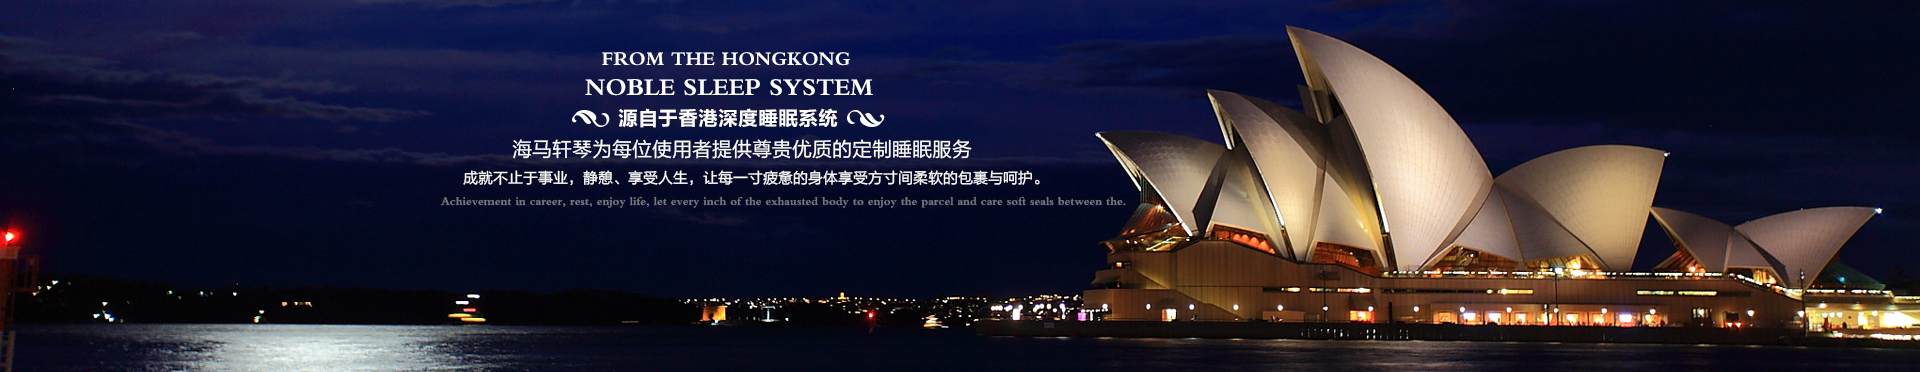 FROM THE HONGKONG
NOBLE SLEEP SYSTEM
源自于香港深度睡眠系统
海马轩琴为每位使用者提供尊贵优质的定制睡眠服务
成就不止于事业，静憩、享受人生，让每一寸疲惫的身体享受方寸间柔软的包裹与呵护。
Achievement in career, rest, enjoy life, let every inch of the exhausted body to enjoy the parcel and care soft seals between the.